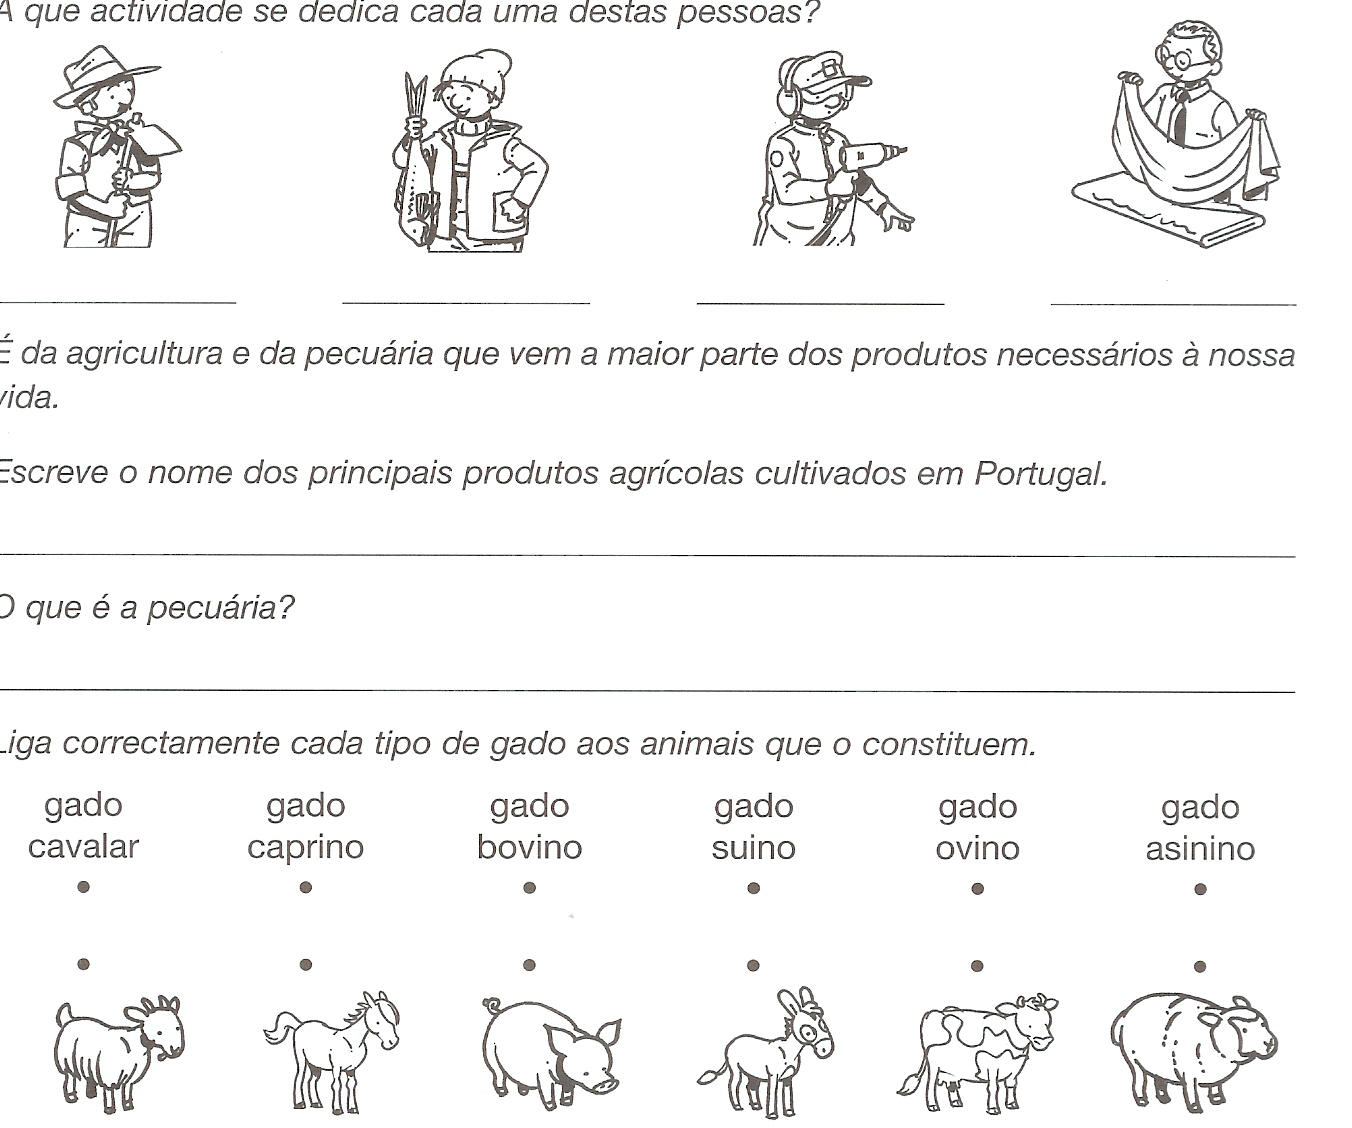 A que actividade se dedica cada uma destas pessoas?
É da agricultura e da pecuária que vem a maior parte dos produtos necessários à nossa
vida.
Escreve o nome dos principais produtos agrícolas cultivados em Portugal.
O que é a pecuária?
Liga correctamente cada tipo de gado aos animais que o constituem.
gado gado gado gado gado gado
cavalar caprino bovino suino ovino asinino